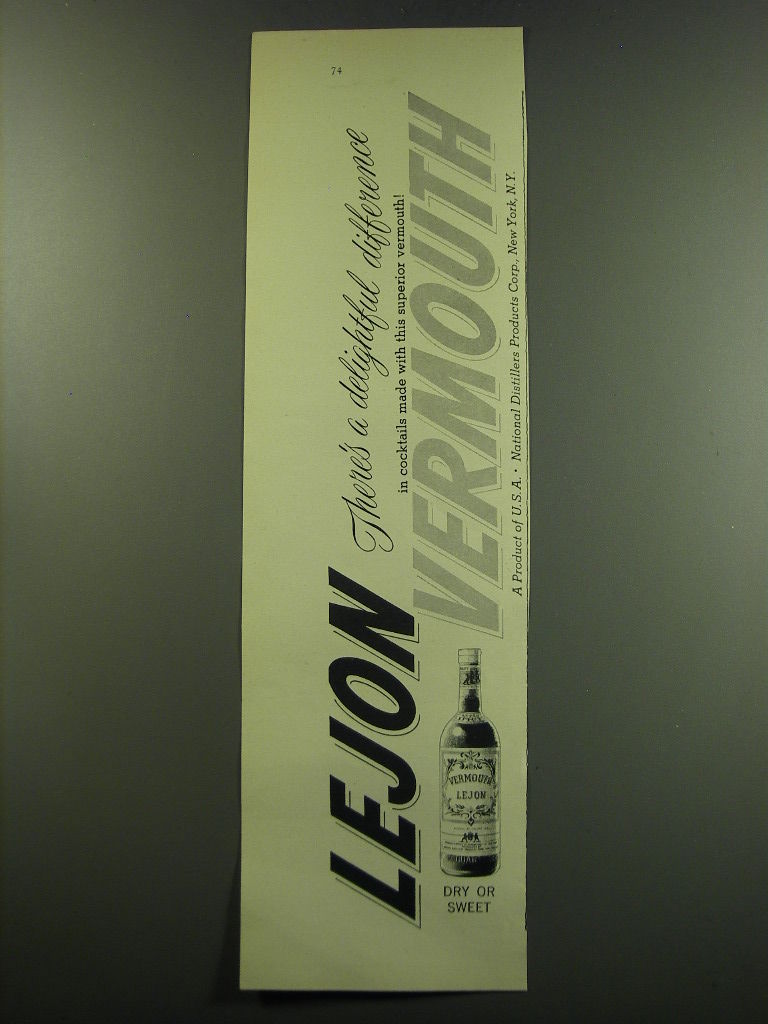 74
LEJON
There's a delightful difference
in cocktails made with this superior vermouth!
VERMOUTH
A Product of U.S.A. • National Distillers Products Corp., New York, N.Y.
VERMOUTH
LEJON
DRY OR
SWEET